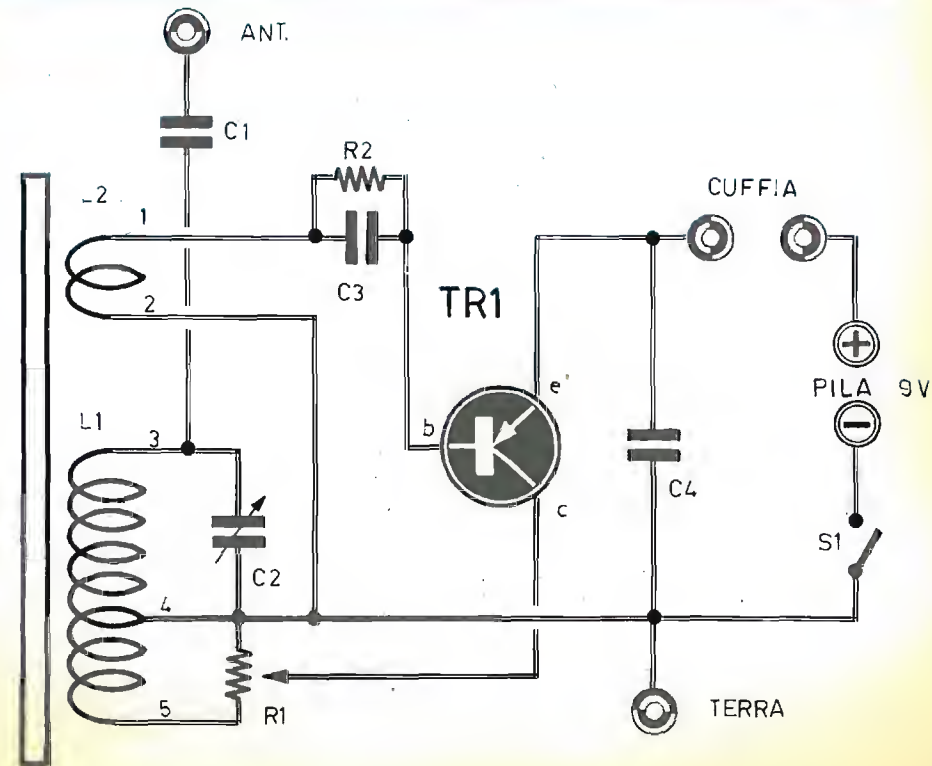 ANT.
C1
R2
L2
1
C3
2
CUFFIA
TR1
+
PILA 9V
-
e
b
c
C4
S1
L1
3
C2
4
5
R1
TERRA